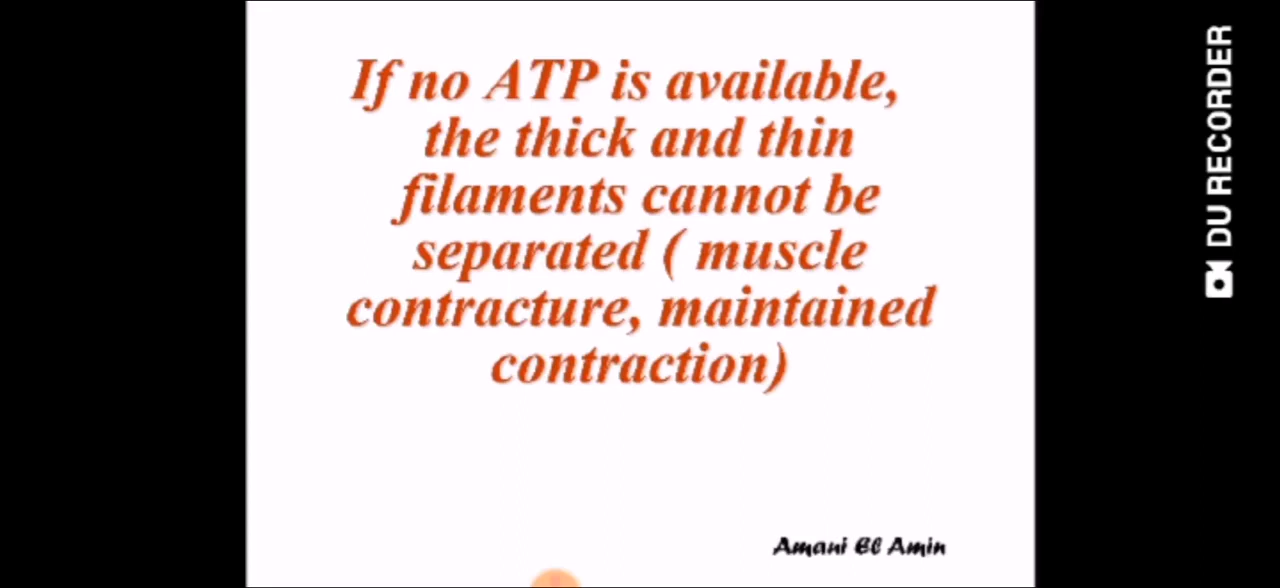 If no ATP is available,
the thick and thin
filaments cannot be
separated ( muscle
contracture, maintained
contraction)
Amani El Amin
DU RECORDER